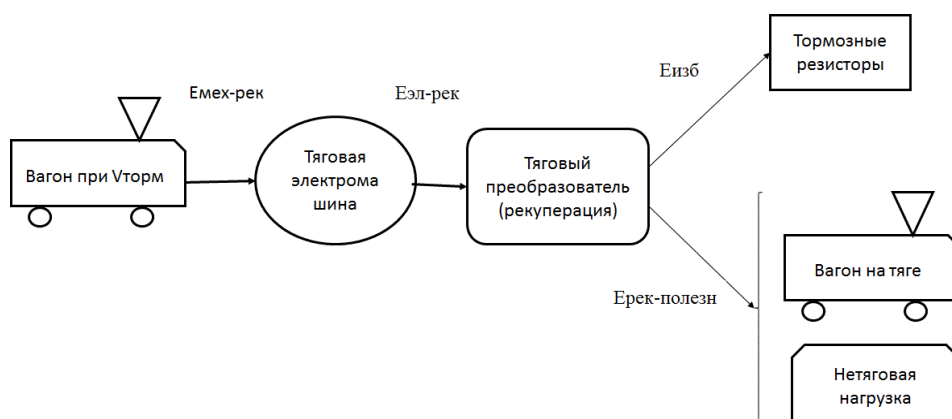 Емех-рек
Еэл-рек
Еизб
Тормозные
резисторы
Вагон при Vторм
Тяговая
электрома
шина
Тяговый
преобразователь
(рекуперация)
Ерек-полезн
Вагон на тяге
Нетяговая
нагрузка